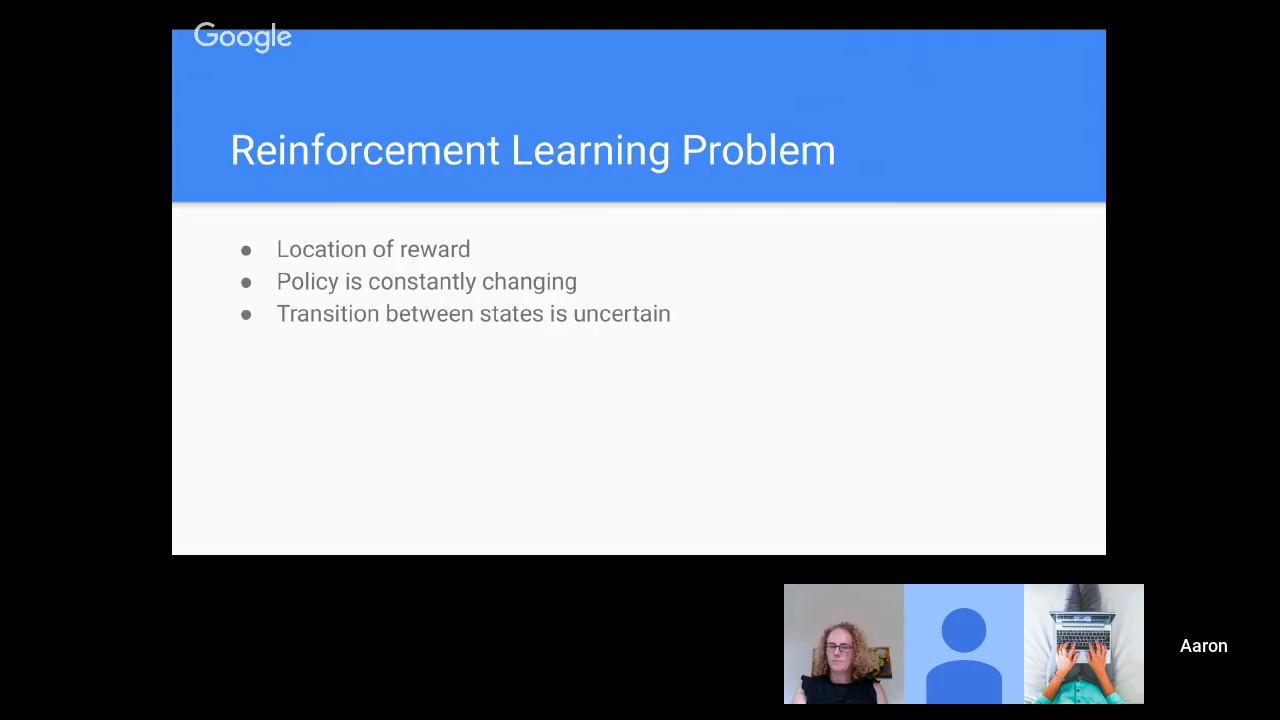 Google
Reinforcement Learning Problem
● Location of reward
● Policy is constantly changing
● Transition between states is uncertain
Aaron